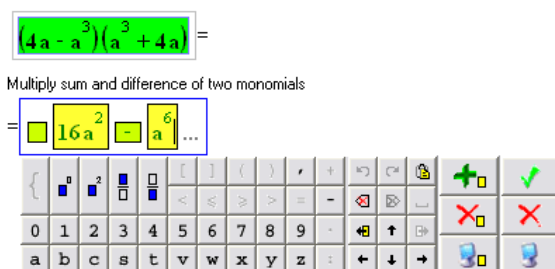 (4a - a³)(a³ + 4a) =
Multiply sum and difference of two monomials
= 16a² - a⁶ ...
{ [ ] ( ) , +
< ≤ ≥ > = -
0 1 2 3 4 5 6 7 8 9 ·
a b c s t v w x y z :